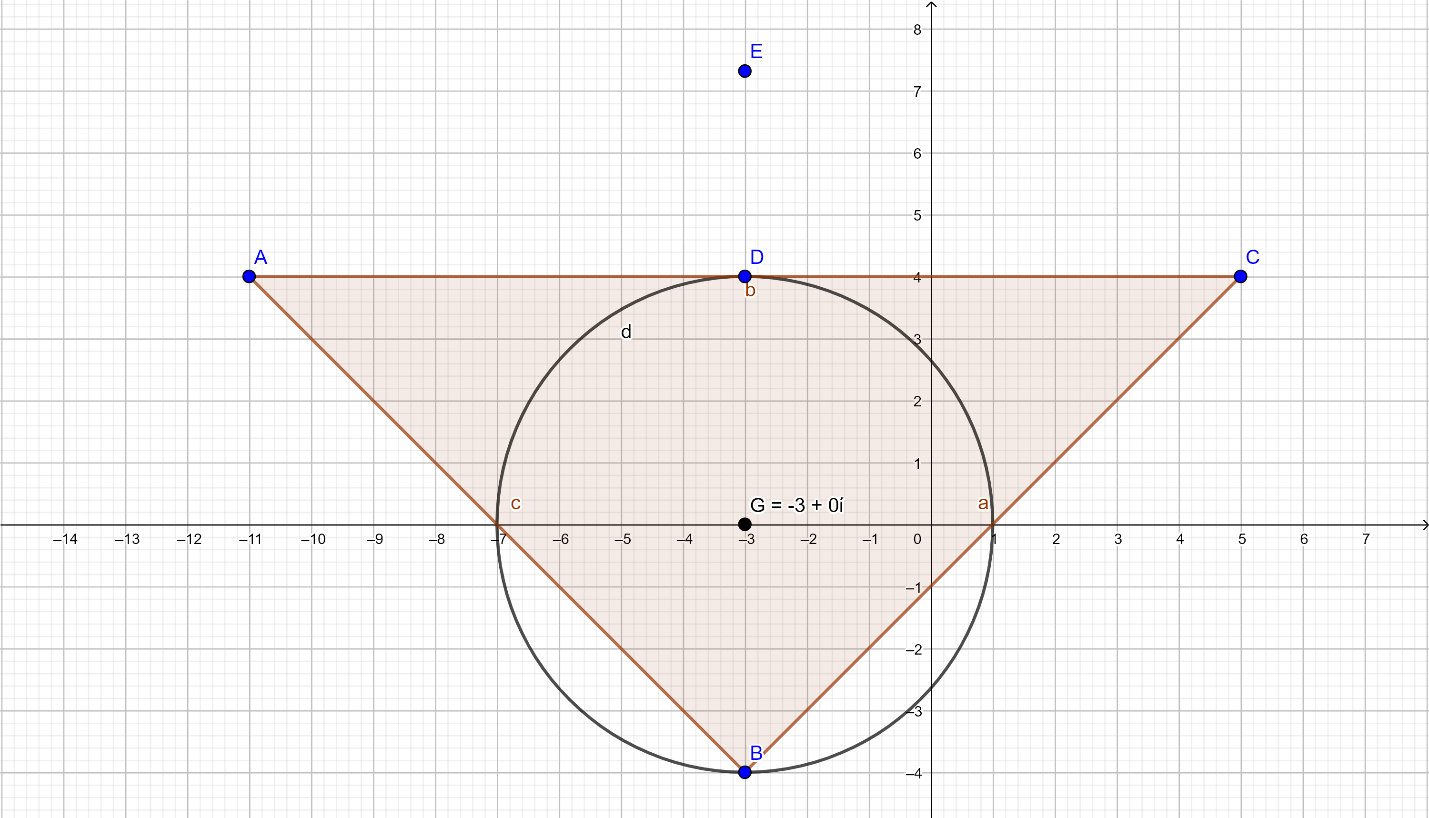 8
E
7
6
5
A
D
C
4
b
d
3
2
1
c
G = -3 + 0í
a
–14 –13 –12 –11 –10 –9 –8 –7 –6 –5 –4 –3 –2 –1 0 1 2 3 4 5 6 7
–1
–2
–3
B
–4